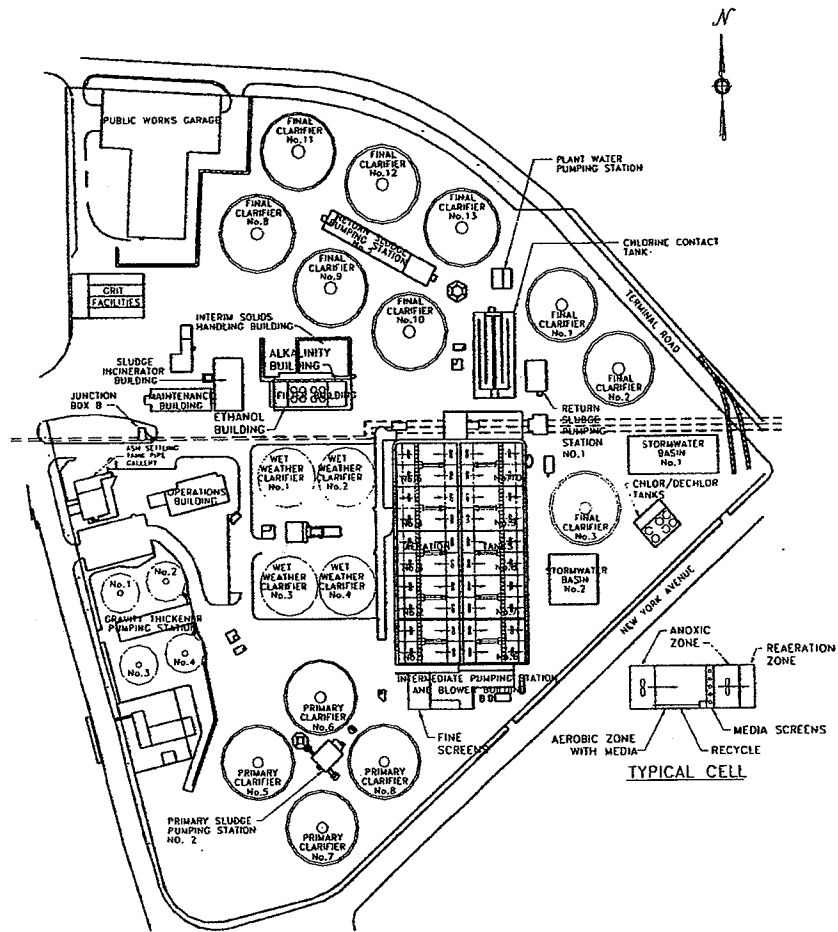 N
PUBLIC WORKS GARAGE
FINAL
CLARIFIER
No.11
FINAL
CLARIFIER
No.12
FINAL
CLARIFIER
No.13
PLANT WATER
PUMPING STATION
FINAL
CLARIFIER
No.8
RETURN SLUDGE
PUMPING STATION
CHLORINE CONTACT
TANK
FINAL
CLARIFIER
No.9
GRIT
FACILITIES
FINAL
CLARIFIER
No.10
FINAL
CLARIFIER
No.1
TERMINAL ROAD
INTERIM SOLIDS
HANDLING BUILDING
ALKALINITY
BUILDING
SLUDGE
INCINERATOR
BUILDING
FINAL
CLARIFIER
No.2
JUNCTION
BOX B
MAINTENANCE
BUILDING
ETHANOL
BUILDING
RETURN
SLUDGE
PUMPING
STATION
NO.1
STORMWATER
BASIN
No.1
ASH SETTLING
TANK PIPE
GALLERY
WET
WEATHER
CLARIFIER
No.1
WET
WEATHER
CLARIFIER
No.2
CHLOR/DECHLOR
TANKS
OPERATIONS
BUILDING
FINAL
CLARIFIER
No.3
AERATION TANKS
WET
WEATHER
CLARIFIER
No.3
WET
WEATHER
CLARIFIER
No.4
STORMWATER
BASIN
No.2
No.1
No.2
GRAVITY THICKENER
PUMPING STATION
No.3
No.4
NEW YORK AVENUE
INTERMEDIATE PUMPING STATION
AND BLOWER BUILDING
FINE
SCREENS
PRIMARY
CLARIFIER
No.6
PRIMARY
CLARIFIER
No.5
PRIMARY
CLARIFIER
No.8
PRIMARY
CLARIFIER
No.7
PRIMARY SLUDGE
PUMPING STATION
NO. 2
ANOXIC
ZONE
REAERATION
ZONE
MEDIA SCREENS
AEROBIC ZONE
WITH MEDIA
RECYCLE
TYPICAL CELL